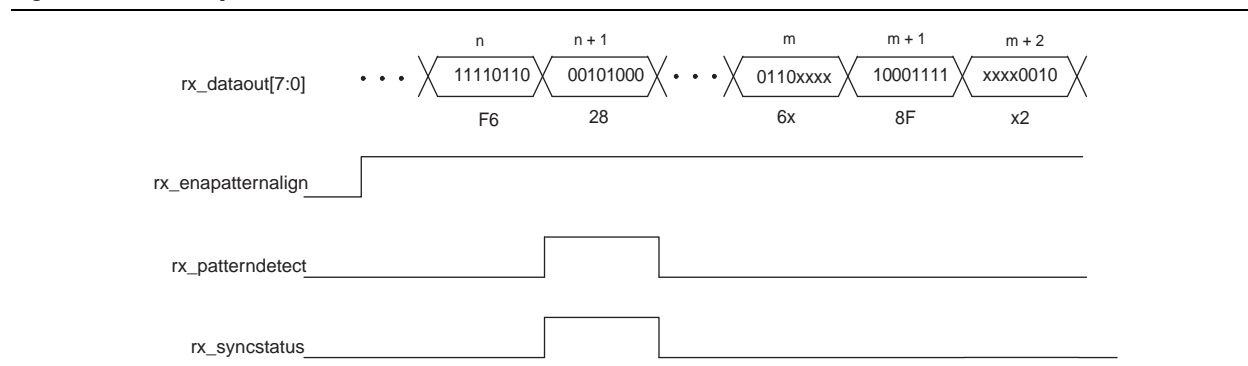 n n + 1 m m + 1 m + 2
rx_dataout[7:0] • • • 11110110 00101000 • • • 0110xxxx 10001111 xxxx0010
F6 28 6x 8F x2
rx_enapatternalign
rx_patterndetect
rx_syncstatus